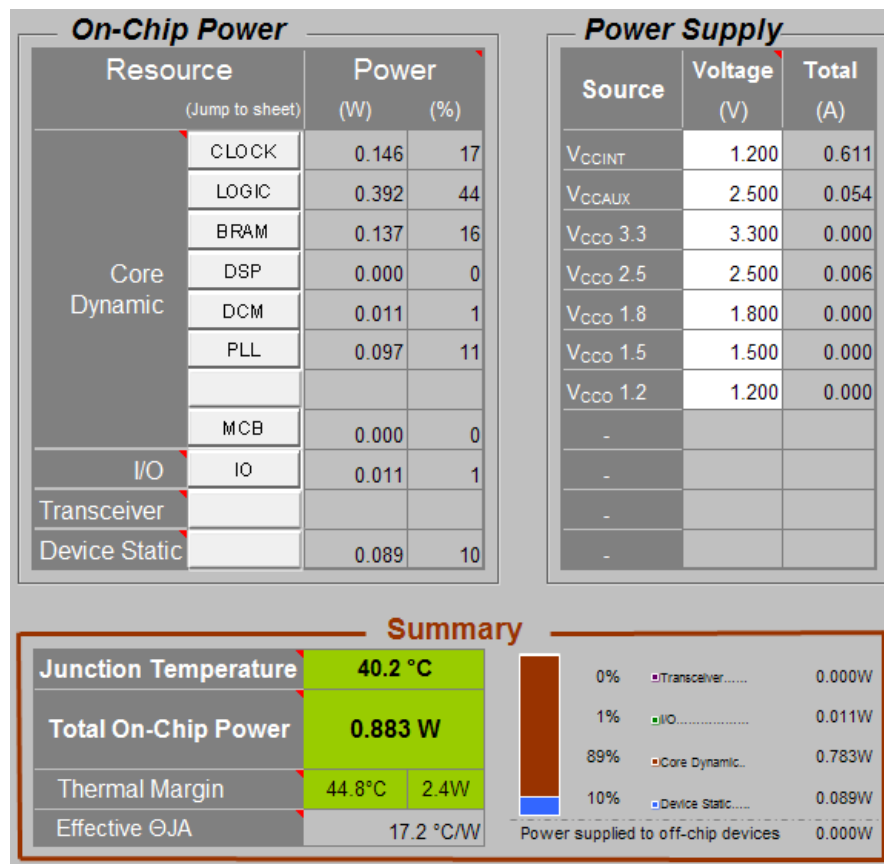 On-Chip Power
Resource Power
(Jump to sheet) (W) (%)
Core Dynamic
CLOCK 0.146 17
LOGIC 0.392 44
BRAM 0.137 16
DSP 0.000 0
DCM 0.011 1
PLL 0.097 11
MCB 0.000 0
I/O IO 0.011 1
Transceiver
Device Static 0.089 10
Power Supply
Source Voltage Total
(V) (A)
VCCINT 1.200 0.611
VCCAUX 2.500 0.054
VCCO 3.3 3.300 0.000
VCCO 2.5 2.500 0.006
VCCO 1.8 1.800 0.000
VCCO 1.5 1.500 0.000
VCCO 1.2 1.200 0.000
-
-
-
-
Summary
Junction Temperature 40.2 °C
Total On-Chip Power 0.883 W
Thermal Margin 44.8°C 2.4W
Effective ΘJA 17.2 °C/W
0% Transceiver...... 0.000W
1% I/O................. 0.011W
89% Core Dynamic.. 0.783W
10% Device Static..... 0.089W
Power supplied to off-chip devices 0.000W